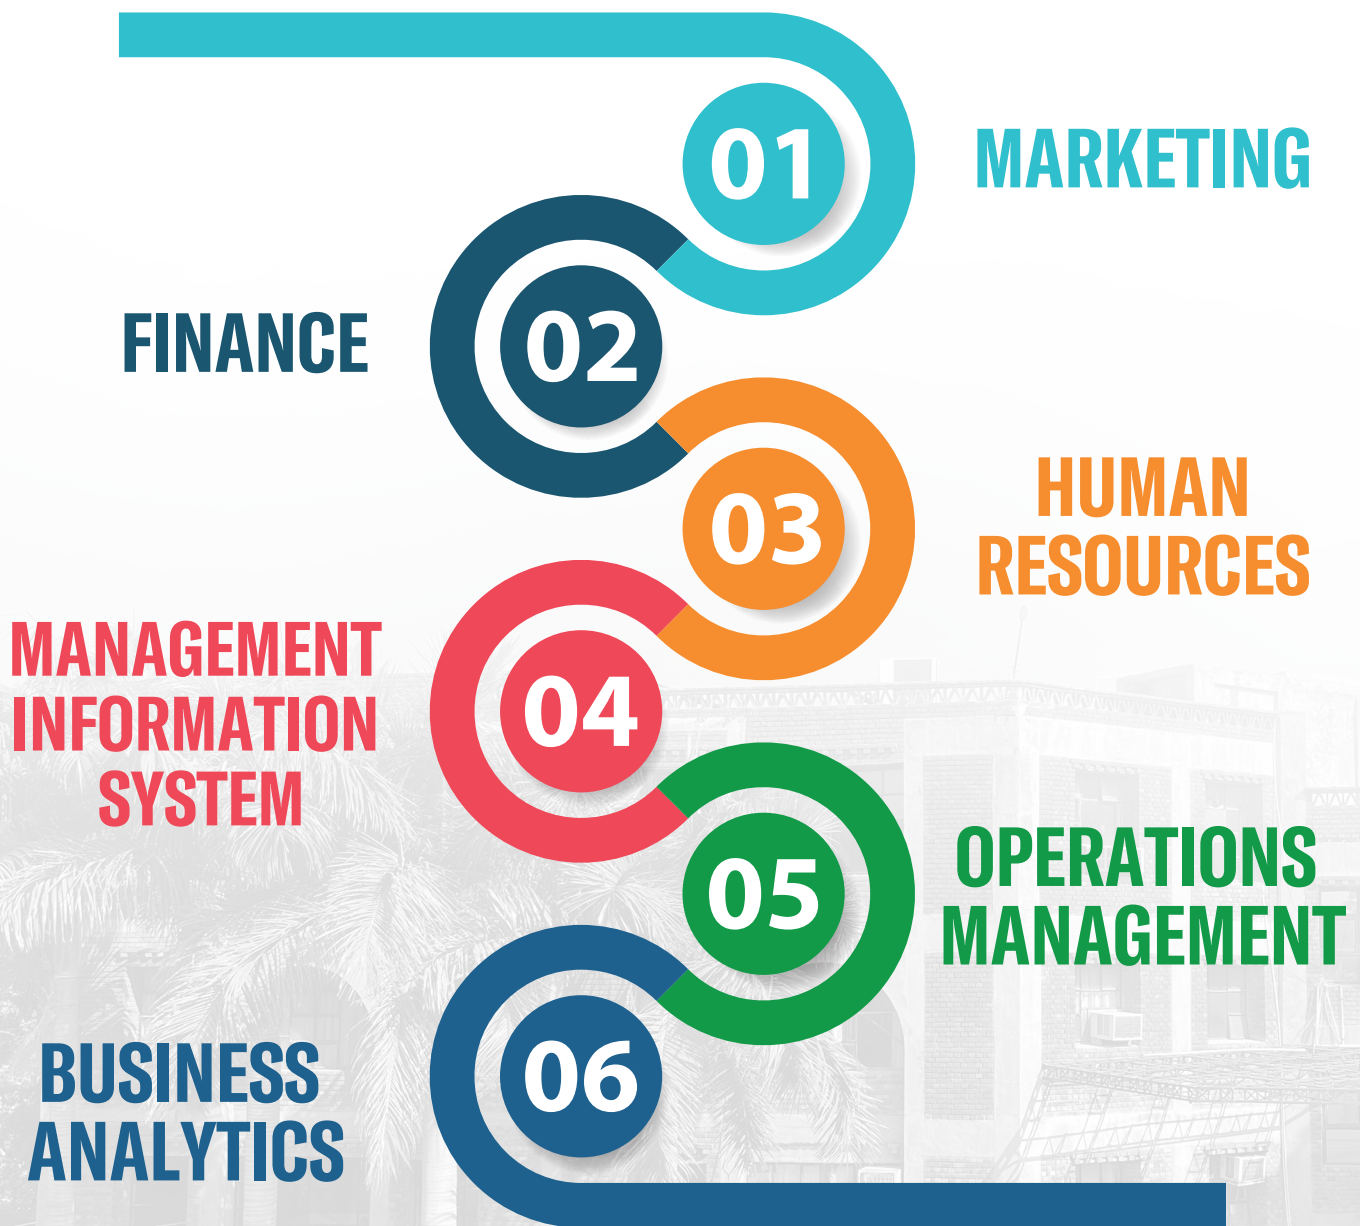 01
MARKETING
FINANCE
02
03
HUMAN
RESOURCES
MANAGEMENT
INFORMATION
SYSTEM
04
05
OPERATIONS
MANAGEMENT
BUSINESS
ANALYTICS
06